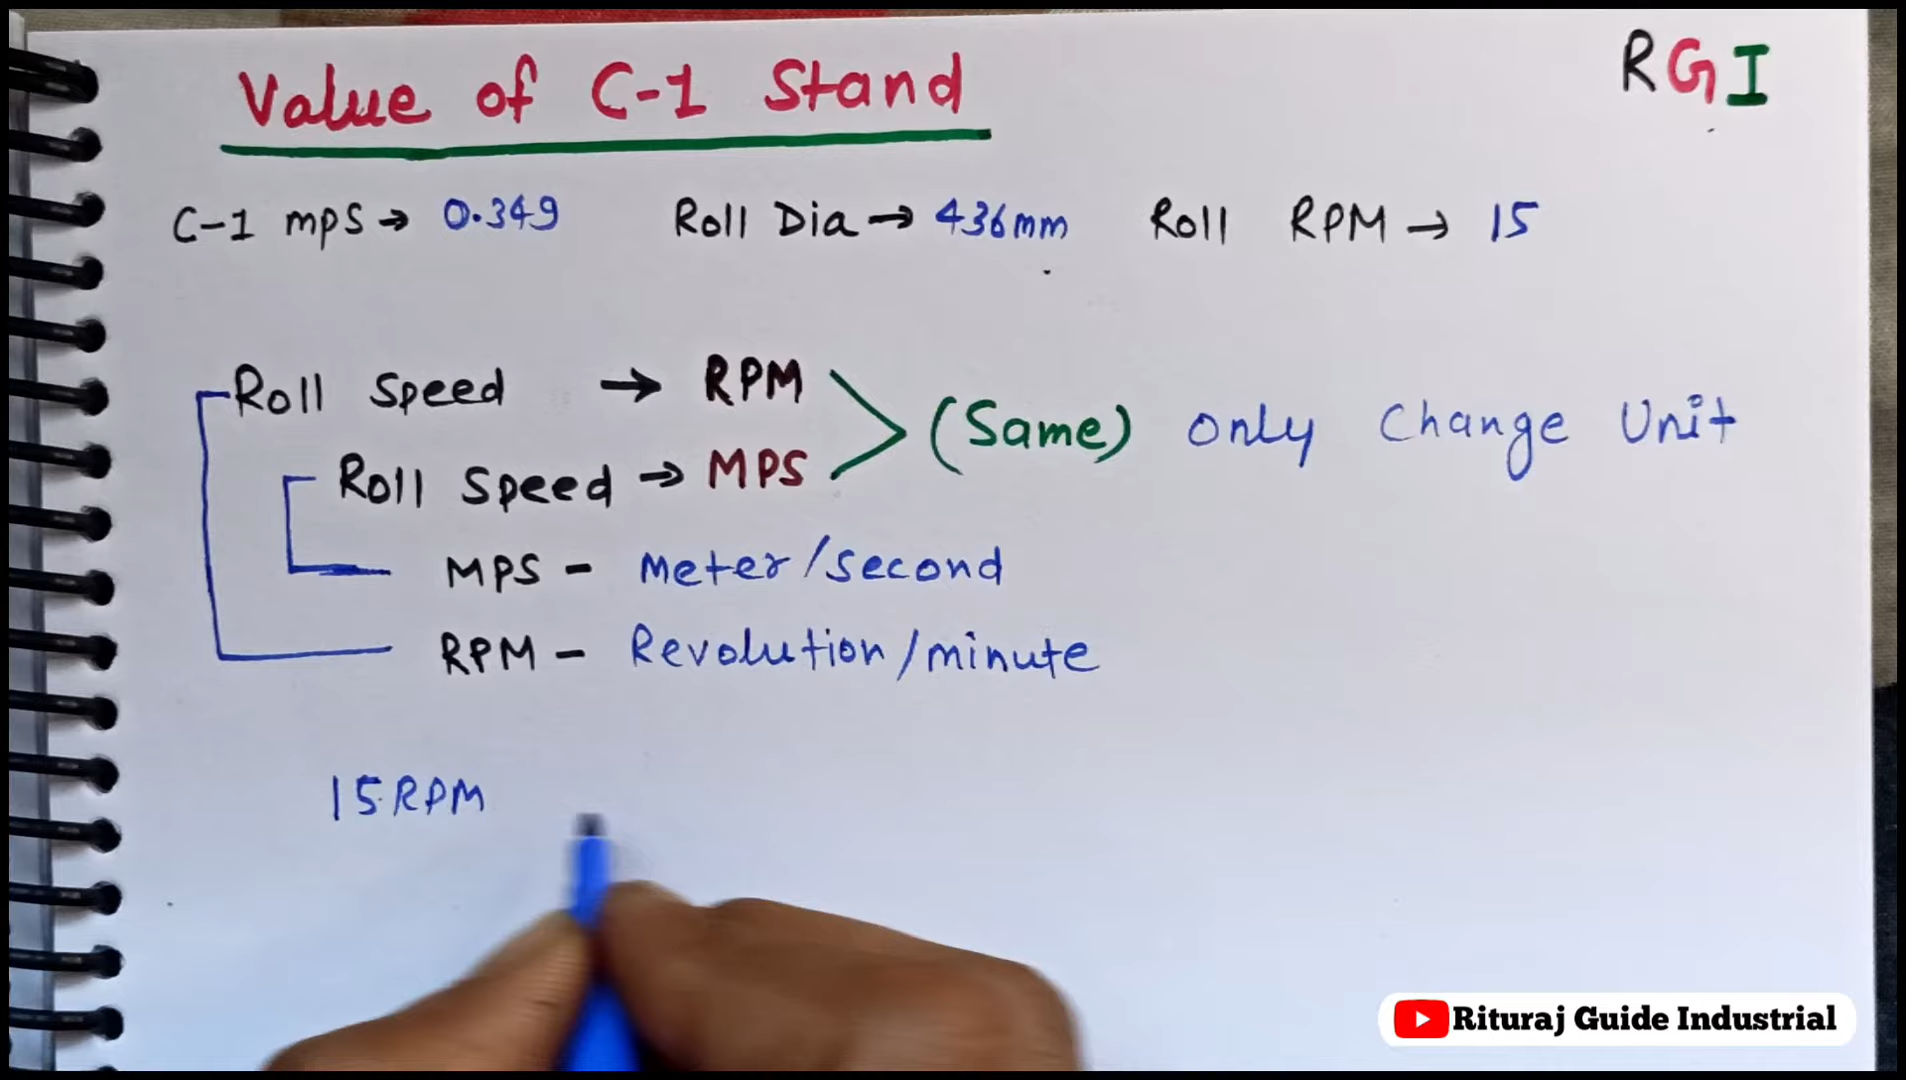 Value of C-1 Stand
RGI
C-1 mps → 0.349 Roll Dia → 436mm Roll RPM → 15
Roll Speed → RPM
(Same) Only Change Unit
Roll Speed → MPS
MPS - Meter/Second
RPM - Revolution/minute
15 RPM
Rituraj Guide Industrial